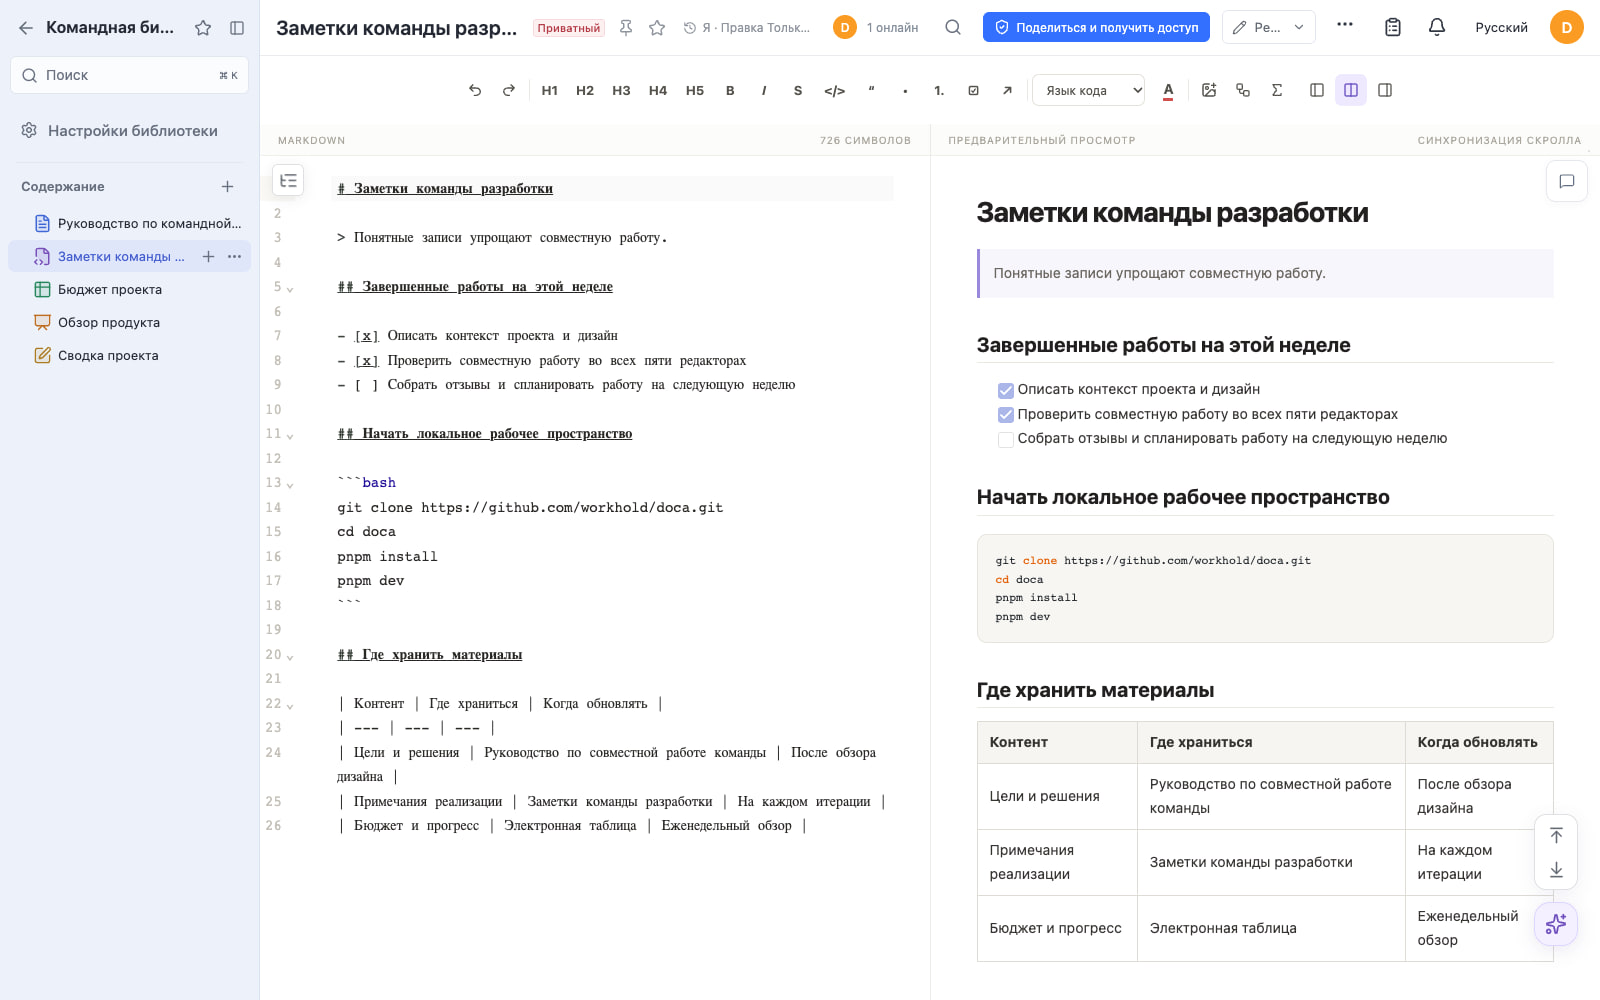 Командная би...
Поиск
⌘ K
Настройки библиотеки
Содержание
Руководство по командной...
Заметки команды ...
Бюджет проекта
Обзор продукта
Сводка проекта
Заметки команды разр...
Приватный
Я · Правка Тольк...
D
1 онлайн
Поделиться и получить доступ
Ре...
Русский
D
H1 H2 H3 H4 H5 B I S </> “ • 1.
Язык кода
A
MARKDOWN
726 СИМВОЛОВ
# Заметки команды разработки
2
3 > Понятные записи упрощают совместную работу.
4
5 ## Завершенные работы на этой неделе
6
7 - [x] Описать контекст проекта и дизайн
8 - [x] Проверить совместную работу во всех пяти редакторах
9 - [ ] Собрать отзывы и спланировать работу на следующую неделю
10
11 ## Начать локальное рабочее пространство
12
13 ```bash
14 git clone https://github.com/workhold/doca.git
15 cd doca
16 pnpm install
17 pnpm dev
18 ```
19
20 ## Где хранить материалы
21
22 | Контент | Где храниться | Когда обновлять |
23 | --- | --- | --- |
24 | Цели и решения | Руководство по совместной работе команды | После обзора
дизайна |
25 | Примечания реализации | Заметки команды разработки | На каждом итерации |
26 | Бюджет и прогресс | Электронная таблица | Еженедельный обзор |
ПРЕДВАРИТЕЛЬНЫЙ ПРОСМОТР
СИНХРОНИЗАЦИЯ СКРОЛЛА
Заметки команды разработки
Понятные записи упрощают совместную работу.
Завершенные работы на этой неделе
Описать контекст проекта и дизайн
Проверить совместную работу во всех пяти редакторах
Собрать отзывы и спланировать работу на следующую неделю
Начать локальное рабочее пространство
git clone https://github.com/workhold/doca.git
cd doca
pnpm install
pnpm dev
Где хранить материалы
Контент
Где храниться
Когда обновлять
Цели и решения
Руководство по совместной работе
команды
После обзора
дизайна
Примечания
реализации
Заметки команды разработки
На каждом
итерации
Бюджет и прогресс
Электронная таблица
Еженедельный
обзор